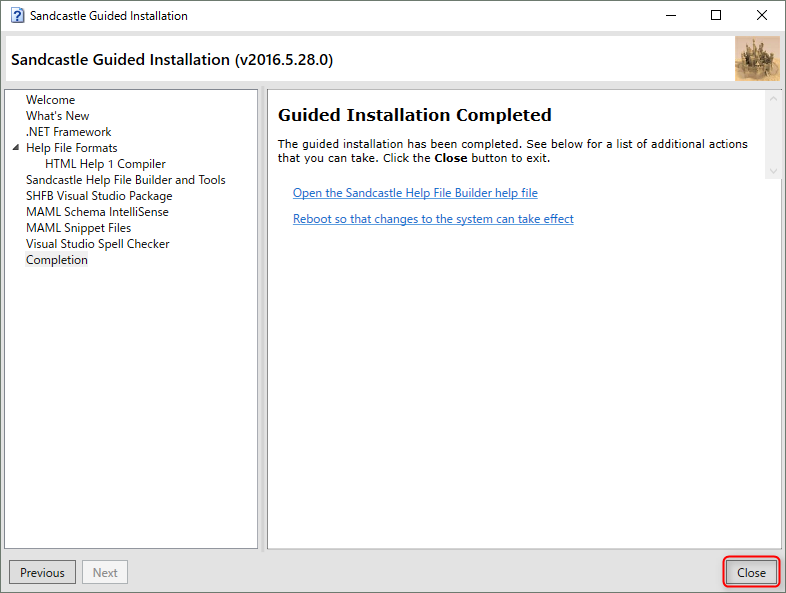 Sandcastle Guided Installation
Sandcastle Guided Installation (v2016.5.28.0)
Welcome
What's New
.NET Framework
Help File Formats
HTML Help 1 Compiler
Sandcastle Help File Builder and Tools
SHFB Visual Studio Package
MAML Schema IntelliSense
MAML Snippet Files
Visual Studio Spell Checker
Completion
Guided Installation Completed
The guided installation has been completed. See below for a list of additional actions
that you can take. Click the Close button to exit.
Open the Sandcastle Help File Builder help file
Reboot so that changes to the system can take effect
Previous
Next
Close